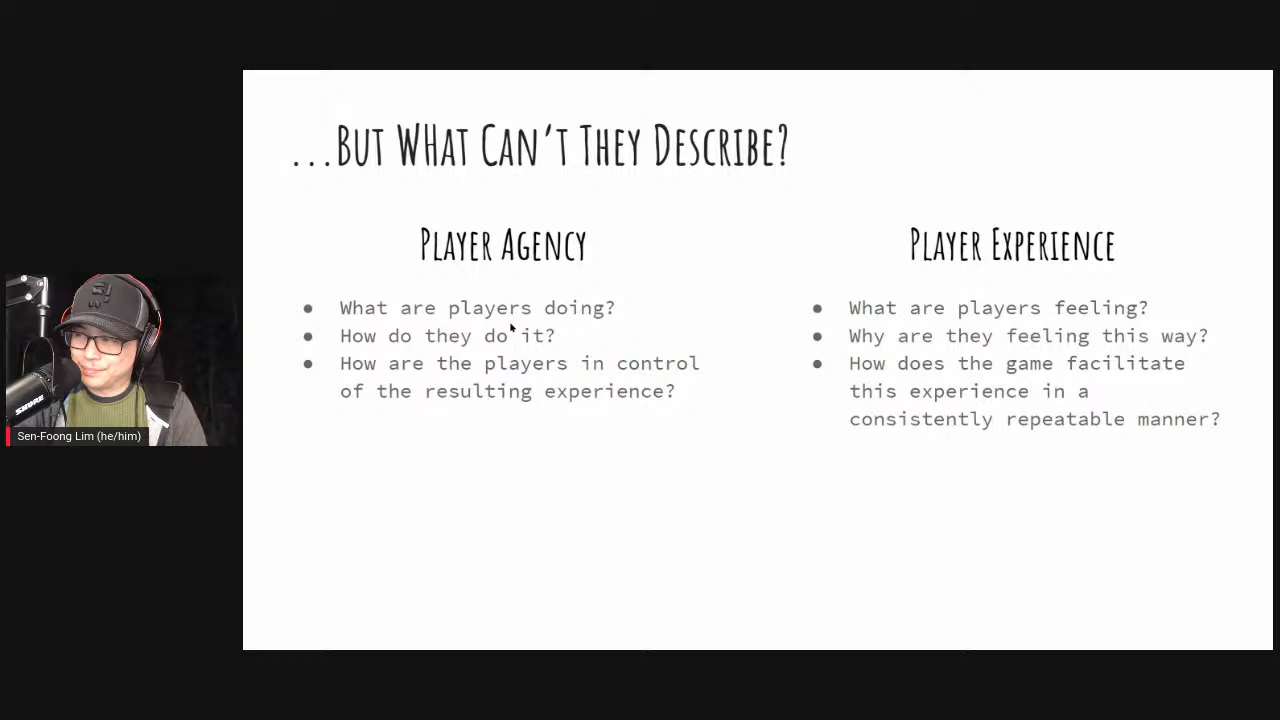 ...But What Can't They Describe?
Player Agency
● What are players doing?
● How do they do it?
● How are the players in control
of the resulting experience?
Player Experience
● What are players feeling?
● Why are they feeling this way?
● How does the game facilitate
this experience in a
consistently repeatable manner?
SHURE
Sen-Foong Lim (he/him)